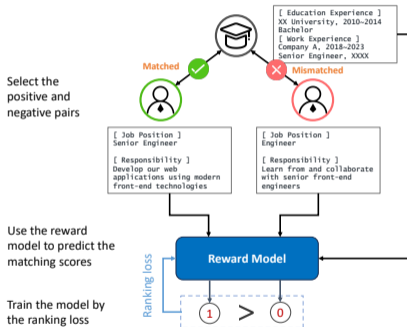 [ Education Experience ]
XX University, 2010–2014
Bachelor
[ Work Experience ]
Company A, 2018–2023
Senior Engineer, XXXX
Matched
Mismatched
Select the
positive and
negative pairs
[ Job Position ]
Senior Engineer
[ Responsibility ]
Develop our web
applications using modern
front-end technologies
[ Job Position ]
Engineer
[ Responsibility ]
Learn from and collaborate
with senior front-end
engineers
Use the reward
model to predict the
matching scores
Reward Model
Ranking loss
Train the model by
the ranking loss
1 > 0